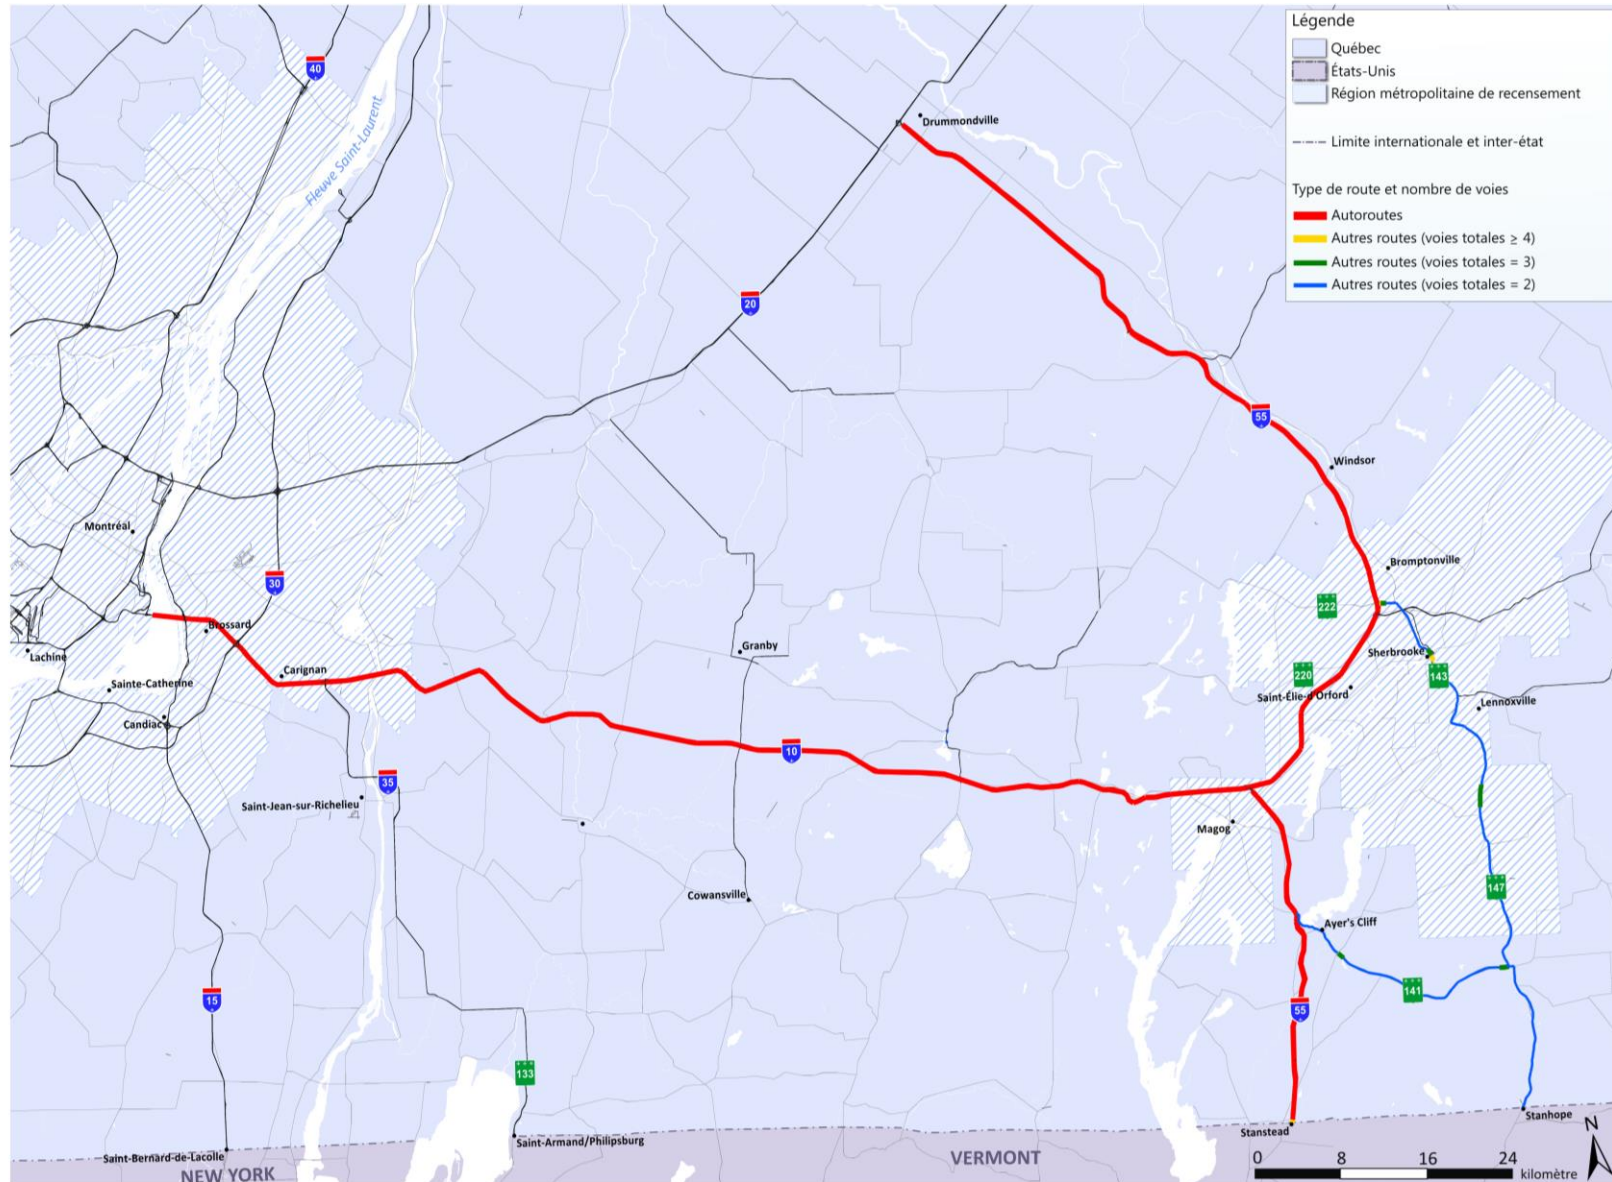 Légende
Québec
États-Unis
Région métropolitaine de recensement
Limite internationale et inter-état
Type de route et nombre de voies
Autoroutes
Autres routes (voies totales ≥ 4)
Autres routes (voies totales = 3)
Autres routes (voies totales = 2)
40
Fleuve Saint-Laurent
Drummondville
20
55
Windsor
Montréal
Bromptonville
30
222
Brossard
Lachine
Granby
Sherbrooke
Carignan
220
143
Sainte-Catherine
Saint-Élie-d'Orford
Lennoxville
Candiac
10
35
Saint-Jean-sur-Richelieu
Magog
Cowansville
147
Ayer's Cliff
15
141
55
133
Stanhope
Stanstead
Saint-Armand/Philipsburg
Saint-Bernard-de-Lacolle
NEW YORK
VERMONT
N
0 8 16 24
kilomètre